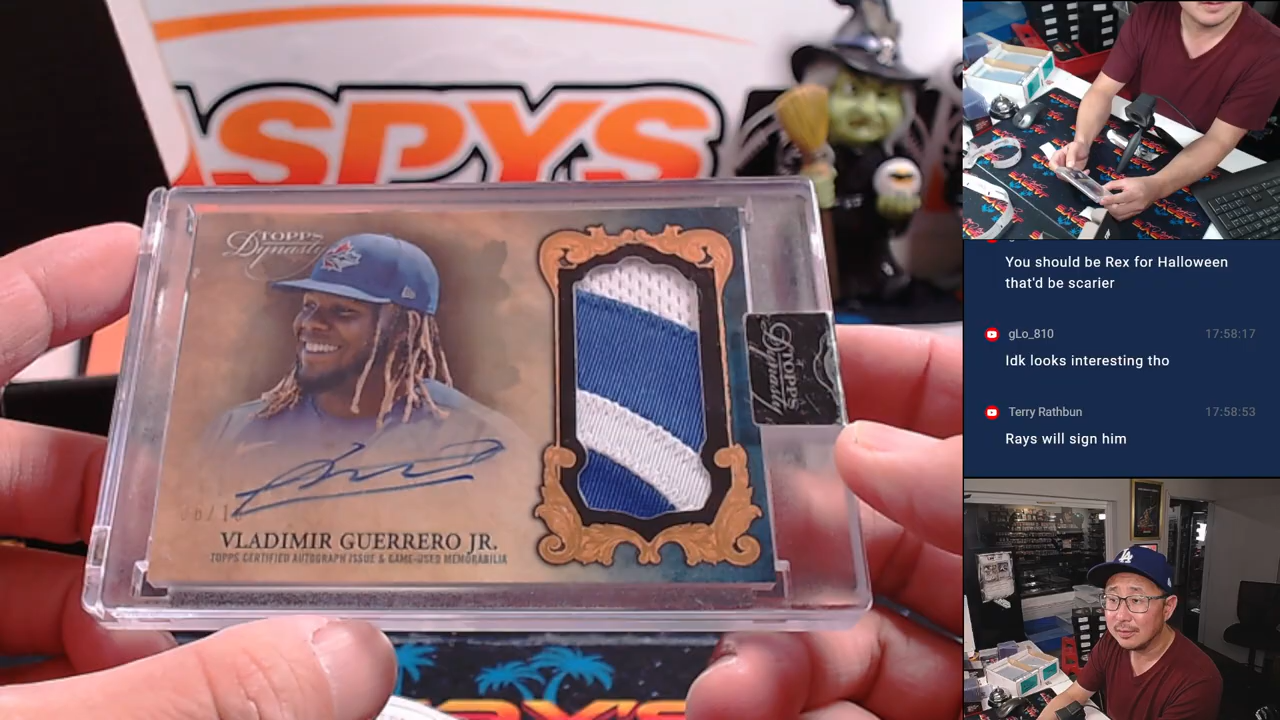 ASPYS
TOPPS
Dynasty
TOPPS
Dynasty
VLADIMIR GUERRERO JR.
TOPPS CERTIFIED AUTOGRAPH ISSUE & GAME-USED MEMORABILIA
You should be Rex for Halloween
that'd be scarier
gLo_810 17:58:17
Idk looks interesting tho
Terry Rathbun 17:58:53
Rays will sign him
LA